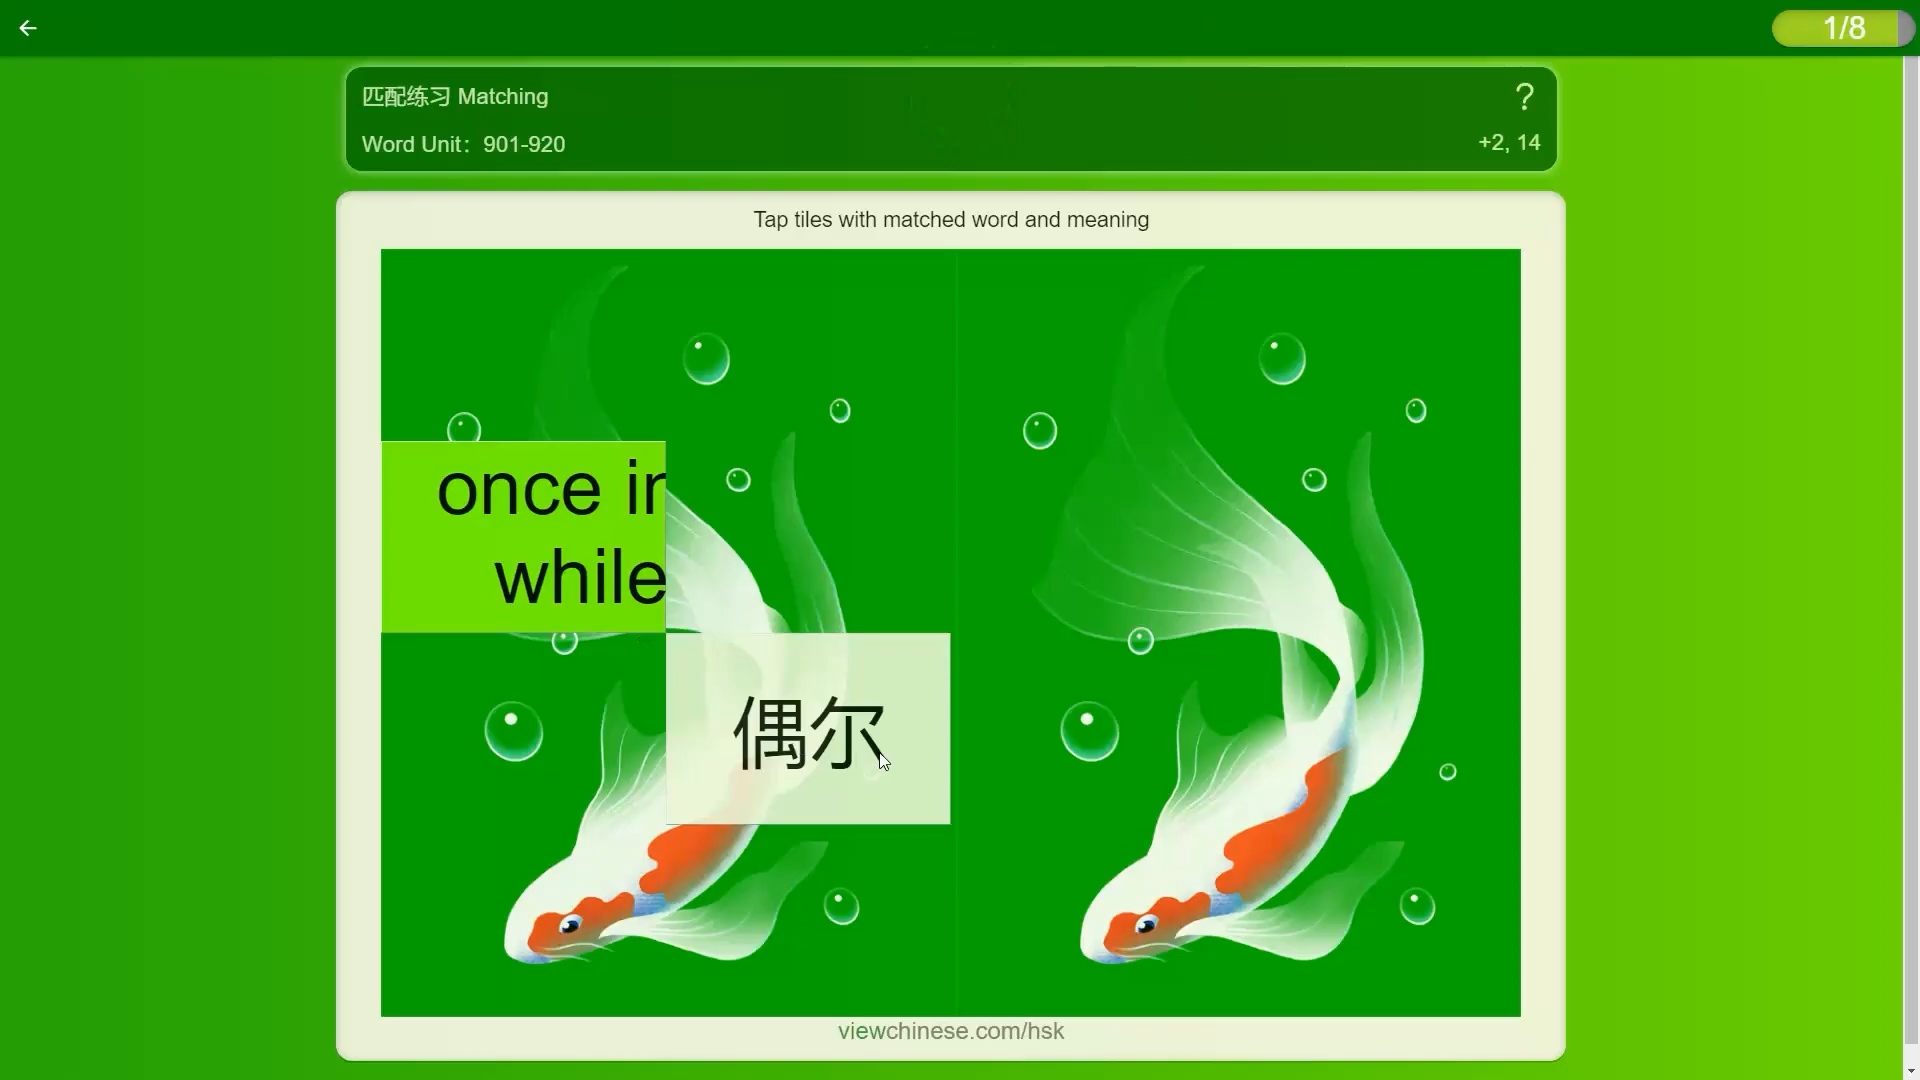 1/8
匹配练习 Matching
?
Word Unit：901-920
+2, 14
Tap tiles with matched word and meaning
once in
while
偶尔
viewchinese.com/hsk